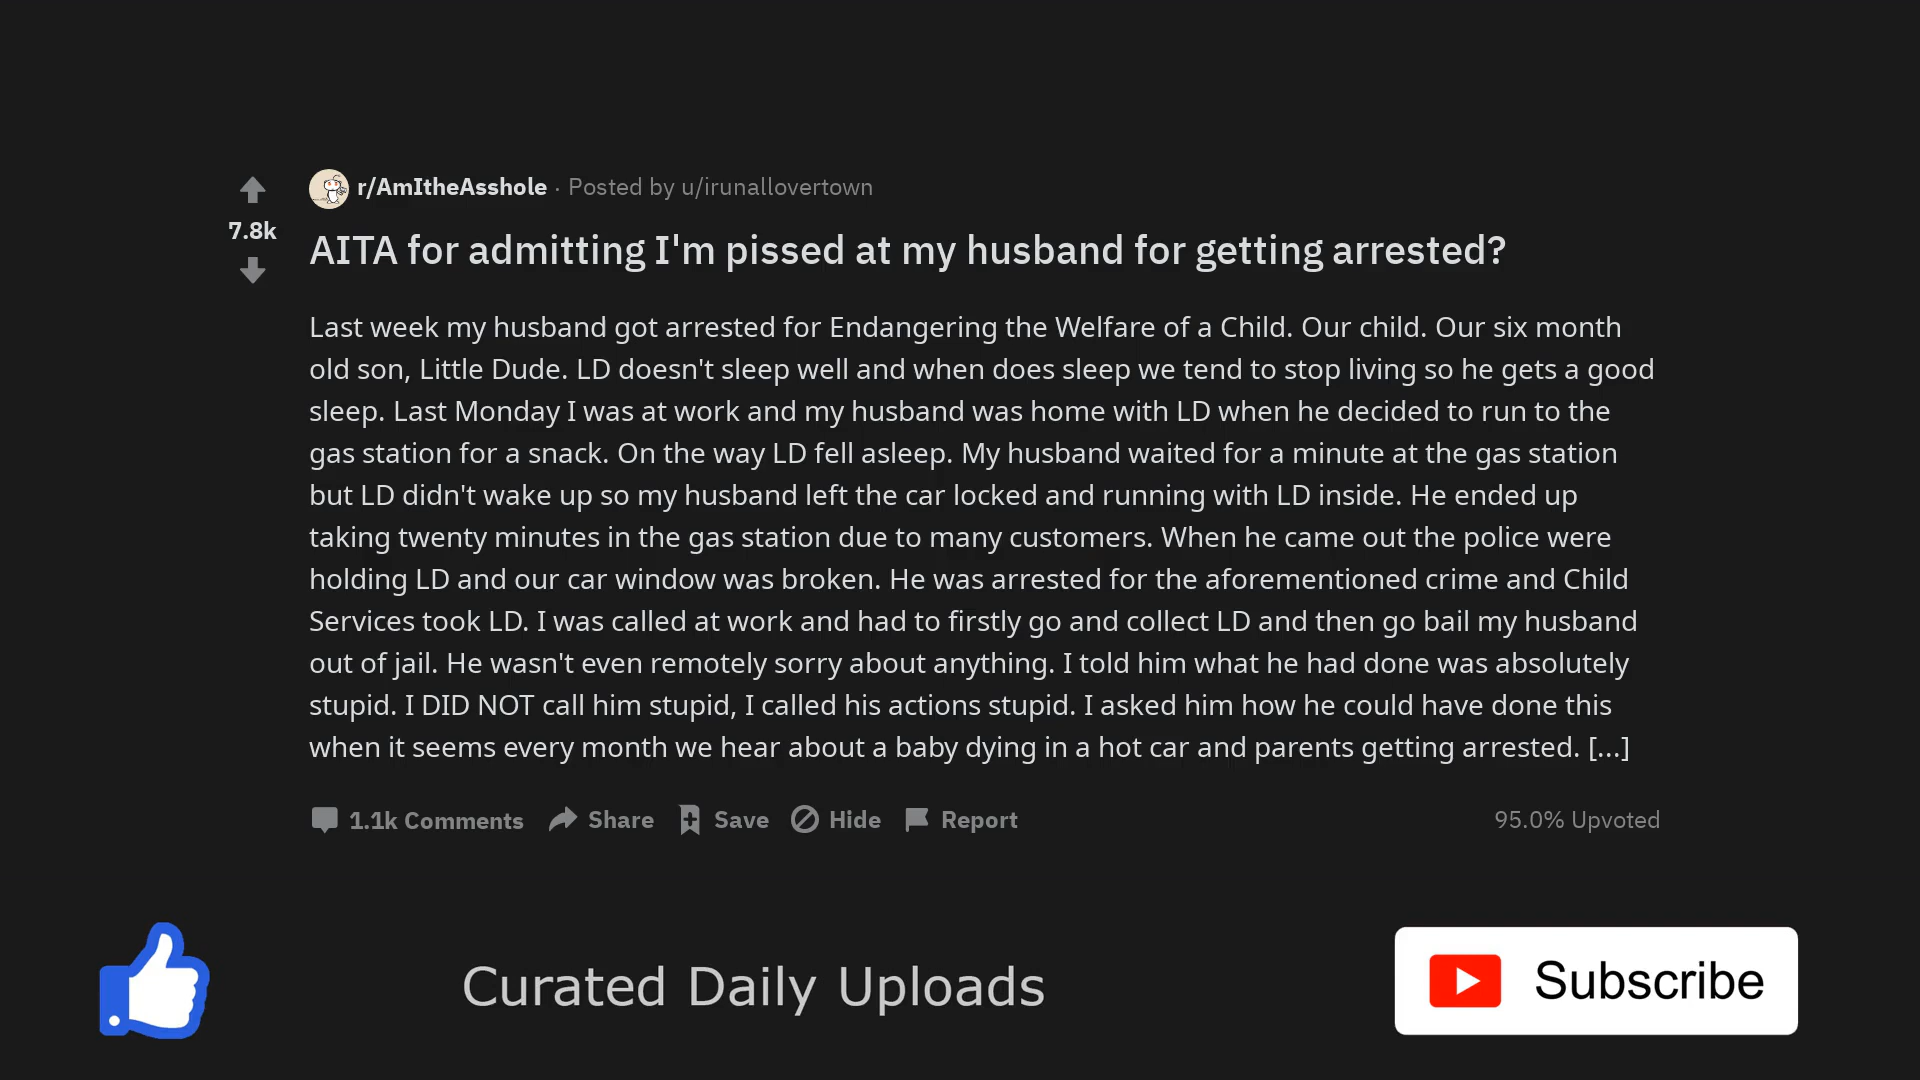 r/AmItheAsshole · Posted by u/irunallovertown
7.8k
AITA for admitting I'm pissed at my husband for getting arrested?
Last week my husband got arrested for Endangering the Welfare of a Child. Our child. Our six month
old son, Little Dude. LD doesn't sleep well and when does sleep we tend to stop living so he gets a good
sleep. Last Monday I was at work and my husband was home with LD when he decided to run to the
gas station for a snack. On the way LD fell asleep. My husband waited for a minute at the gas station
but LD didn't wake up so my husband left the car locked and running with LD inside. He ended up
taking twenty minutes in the gas station due to many customers. When he came out the police were
holding LD and our car window was broken. He was arrested for the aforementioned crime and Child
Services took LD. I was called at work and had to firstly go and collect LD and then go bail my husband
out of jail. He wasn't even remotely sorry about anything. I told him what he had done was absolutely
stupid. I DID NOT call him stupid, I called his actions stupid. I asked him how he could have done this
when it seems every month we hear about a baby dying in a hot car and parents getting arrested. [...]
1.1k Comments Share Save Hide Report 95.0% Upvoted
Curated Daily Uploads
Subscribe